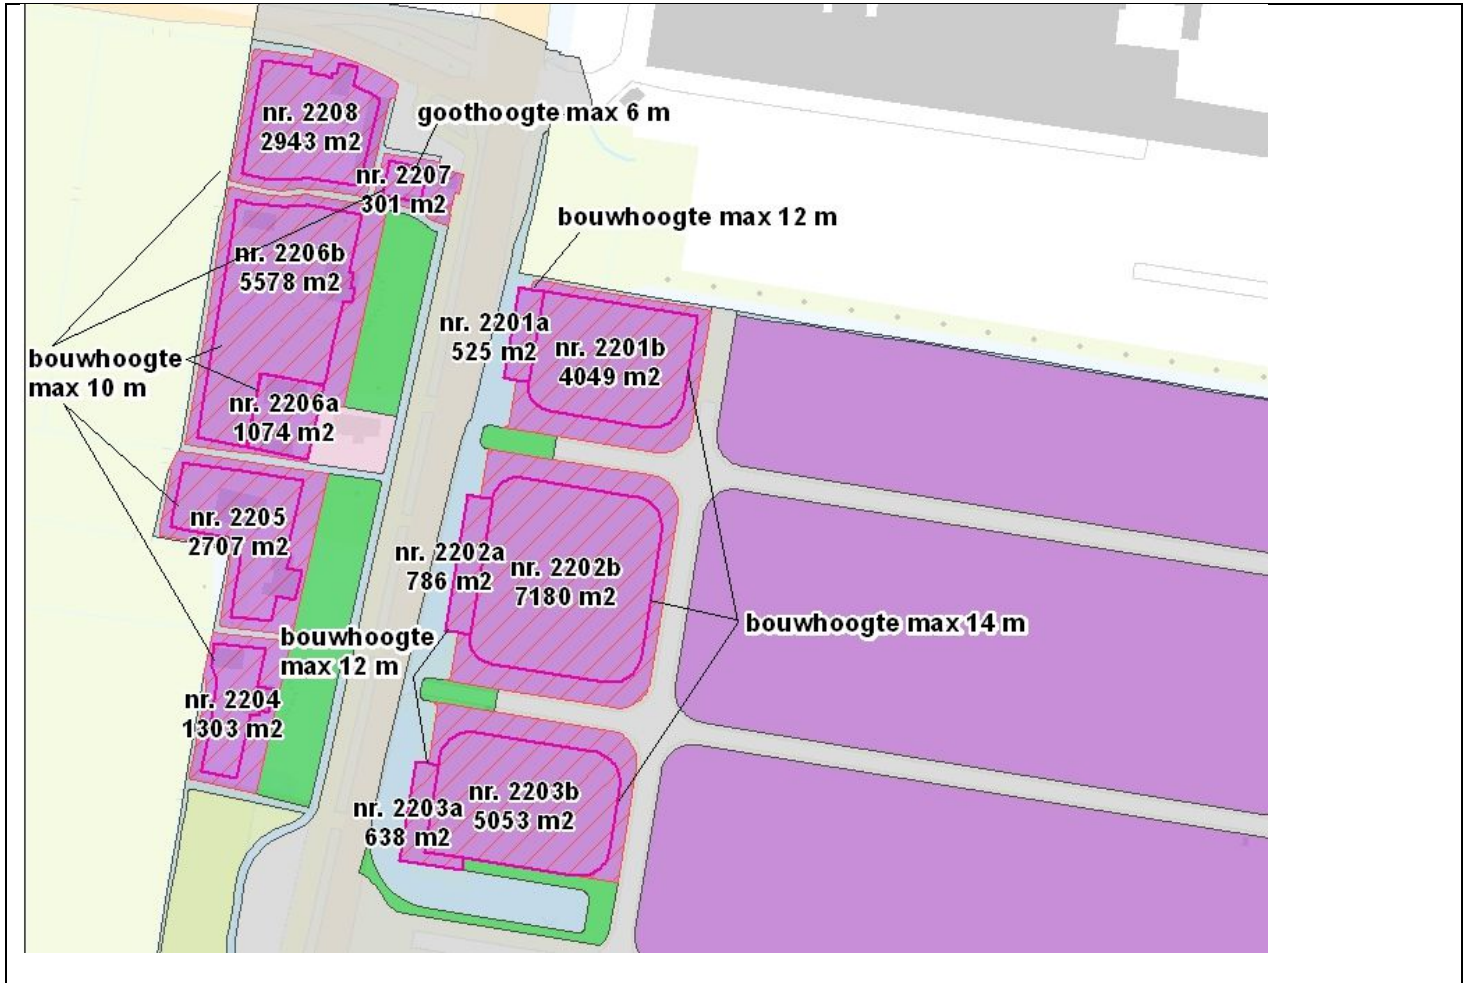 nr. 2208
2943 m2
goothoogte max 6 m
nr. 2207
301 m2
bouwhoogte max 12 m
nr. 2206b
5578 m2
nr. 2201a
525 m2
nr. 2201b
4049 m2
bouwhoogte
max 10 m
nr. 2206a
1074 m2
nr. 2205
2707 m2
nr. 2202a
786 m2
nr. 2202b
7180 m2
bouwhoogte max 14 m
bouwhoogte
max 12 m
nr. 2204
1303 m2
nr. 2203a
638 m2
nr. 2203b
5053 m2